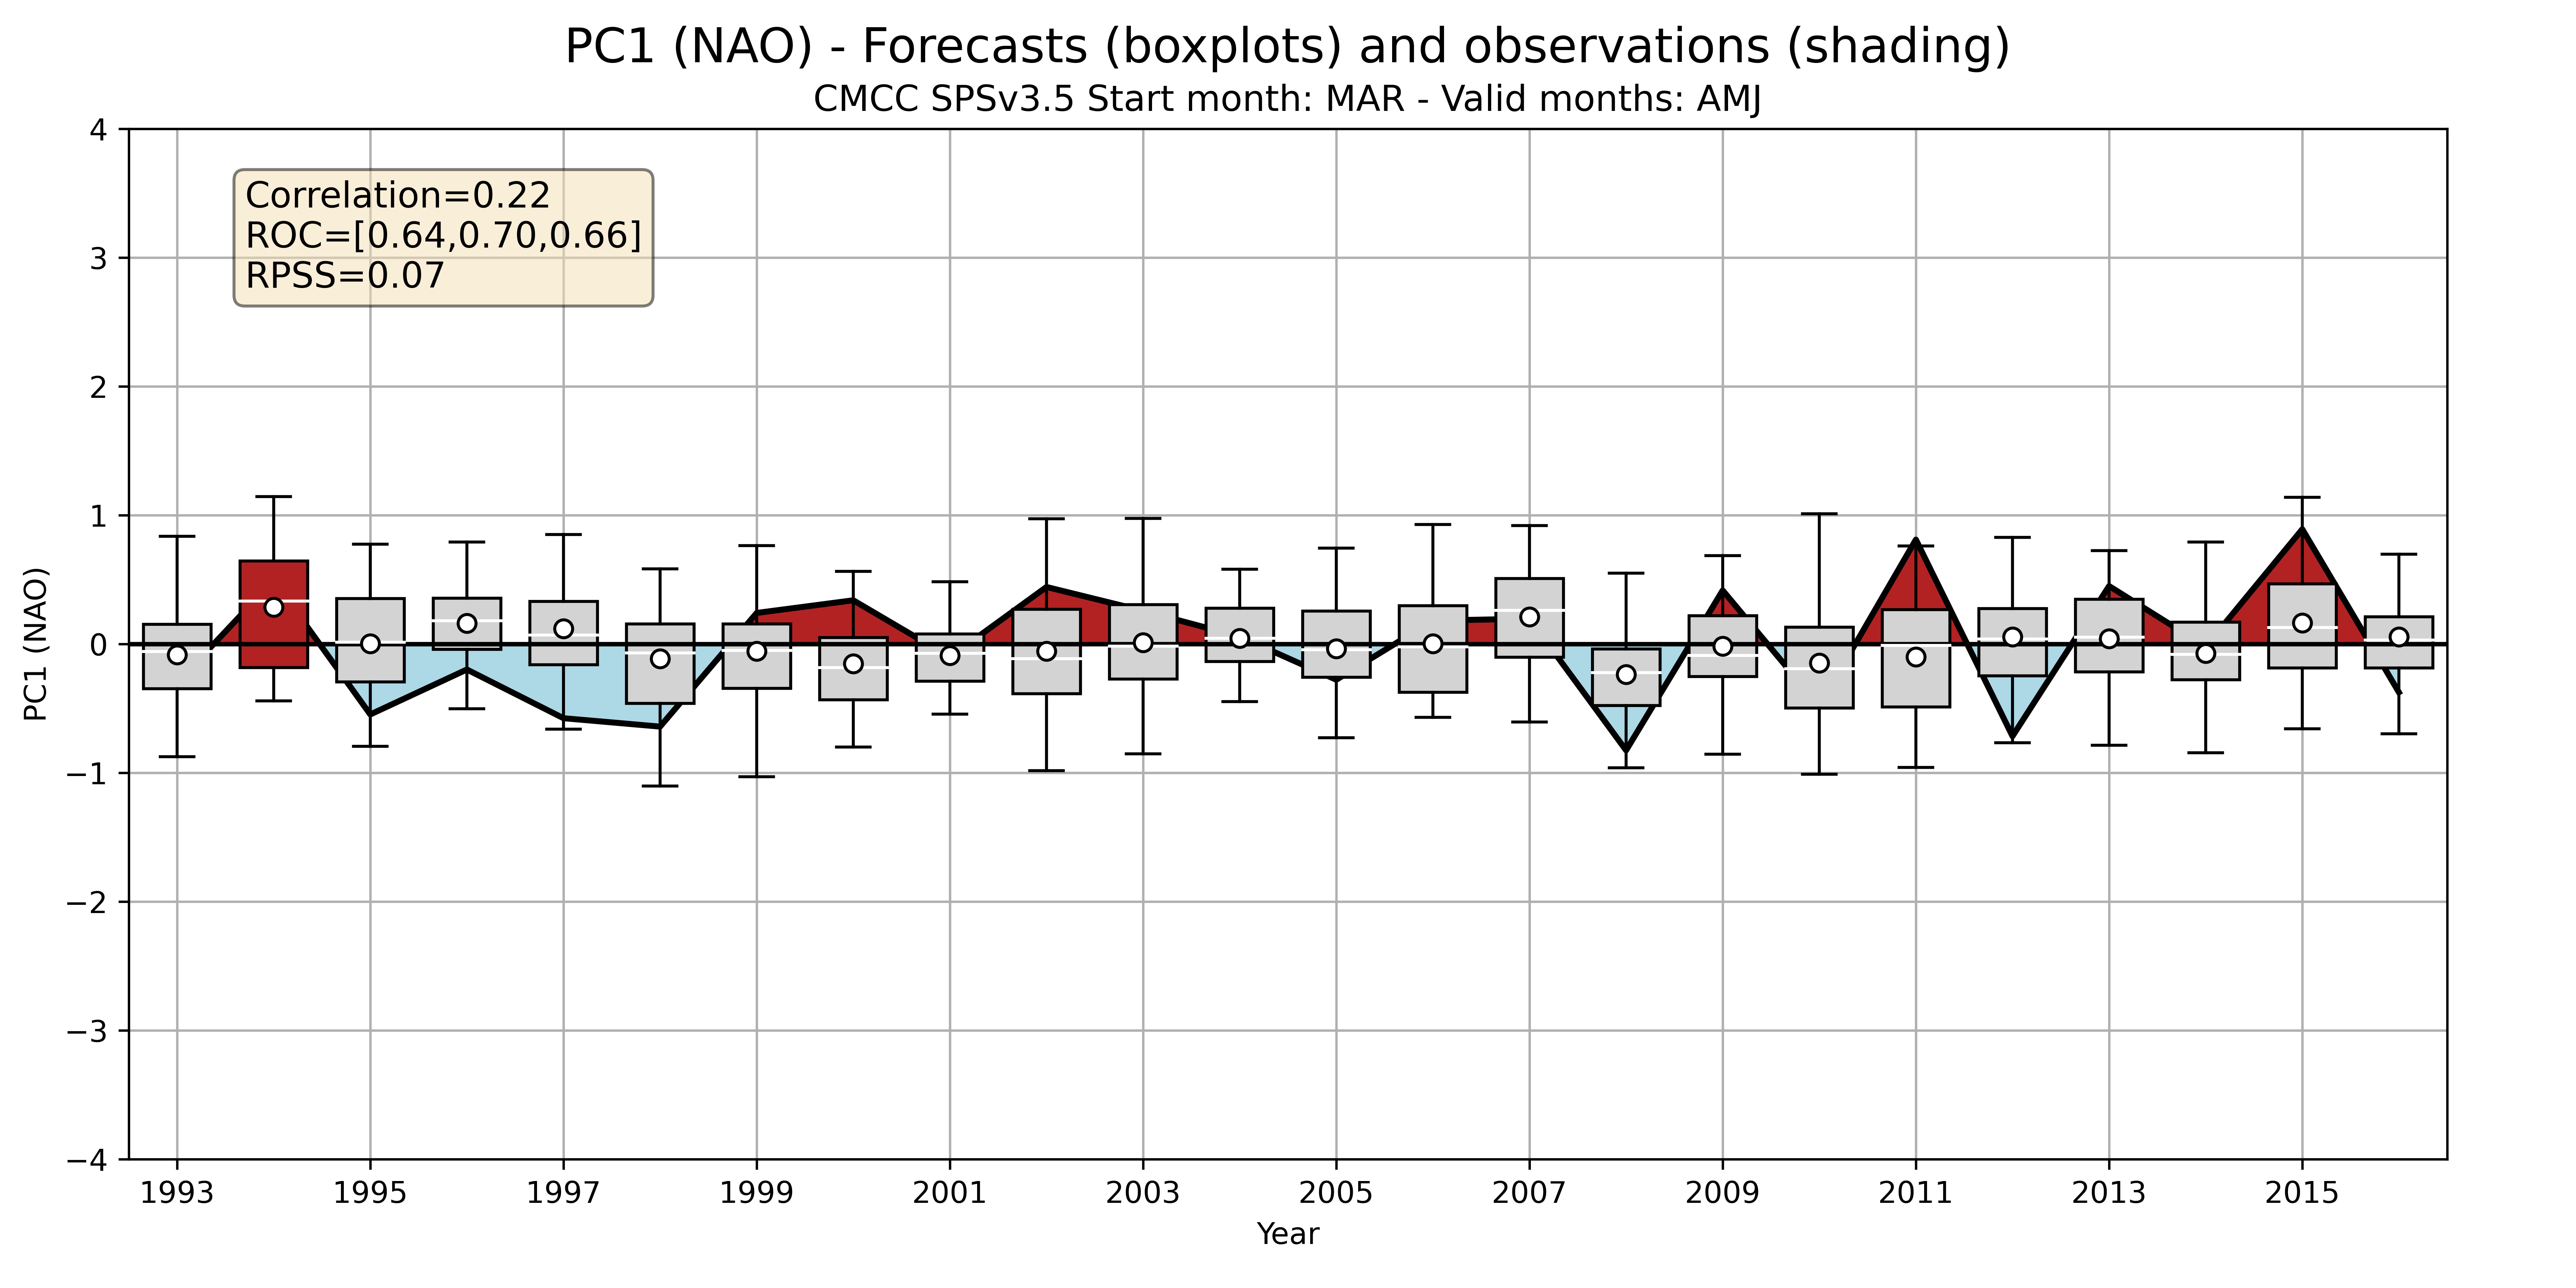 PC1 (NAO) - Forecasts (boxplots) and observations (shading)
CMCC SPSv3.5 Start month: MAR - Valid months: AMJ
Correlation=0.22
ROC=[0.64,0.70,0.66]
RPSS=0.07
4
3
2
1
0
−1
−2
−3
−4
PC1 (NAO)
1993 1995 1997 1999 2001 2003 2005 2007 2009 2011 2013 2015
Year